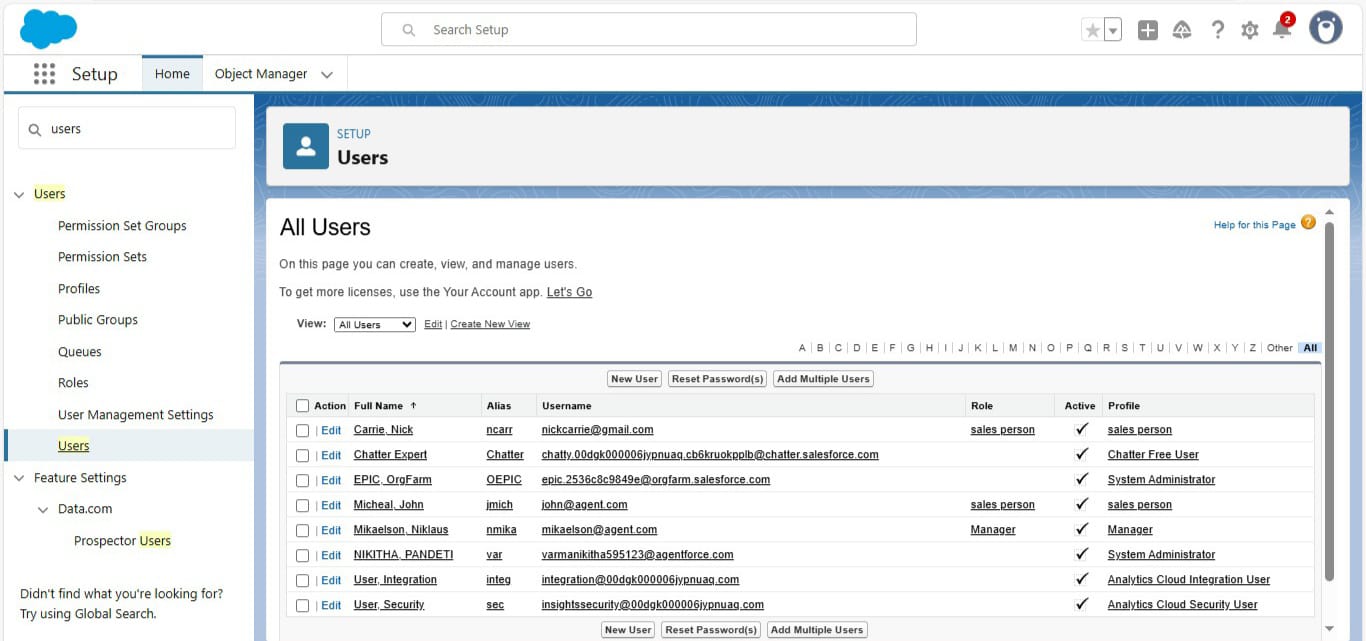 Search Setup
2
Setup
Home
Object Manager
users
Users
Permission Set Groups
Permission Sets
Profiles
Public Groups
Queues
Roles
User Management Settings
Users
Feature Settings
Data.com
Prospector Users
Didn't find what you're looking for?
Try using Global Search.
SETUP
Users
All Users
Help for this Page ?
On this page you can create, view, and manage users.
To get more licenses, use the Your Account app. Let's Go
View: All Users Edit | Create New View
A | B | C | D | E | F | G | H | I | J | K | L | M | N | O | P | Q | R | S | T | U | V | W | X | Y | Z | Other | All
New User Reset Password(s) Add Multiple Users
Action Full Name ↑ Alias Username Role Active Profile
| Edit Carrie, Nick ncarr nickcarrie@gmail.com sales person ✓ sales person
| Edit Chatter Expert Chatter chatty.00dgk000006jypnuaq.cb6kruokpplb@chatter.salesforce.com ✓ Chatter Free User
| Edit EPIC, OrgFarm OEPIC epic.2536c8c9849e@orgfarm.salesforce.com ✓ System Administrator
| Edit Micheal, John jmich john@agent.com sales person ✓ sales person
| Edit Mikaelson, Niklaus nmika mikaelson@agent.com Manager ✓ Manager
| Edit NIKITHA, PANDETI var varmanikitha595123@agentforce.com ✓ System Administrator
| Edit User, Integration integ integration@00dgk000006jypnuaq.com ✓ Analytics Cloud Integration User
| Edit User, Security sec insightssecurity@00dgk000006jypnuaq.com ✓ Analytics Cloud Security User
New User Reset Password(s) Add Multiple Users